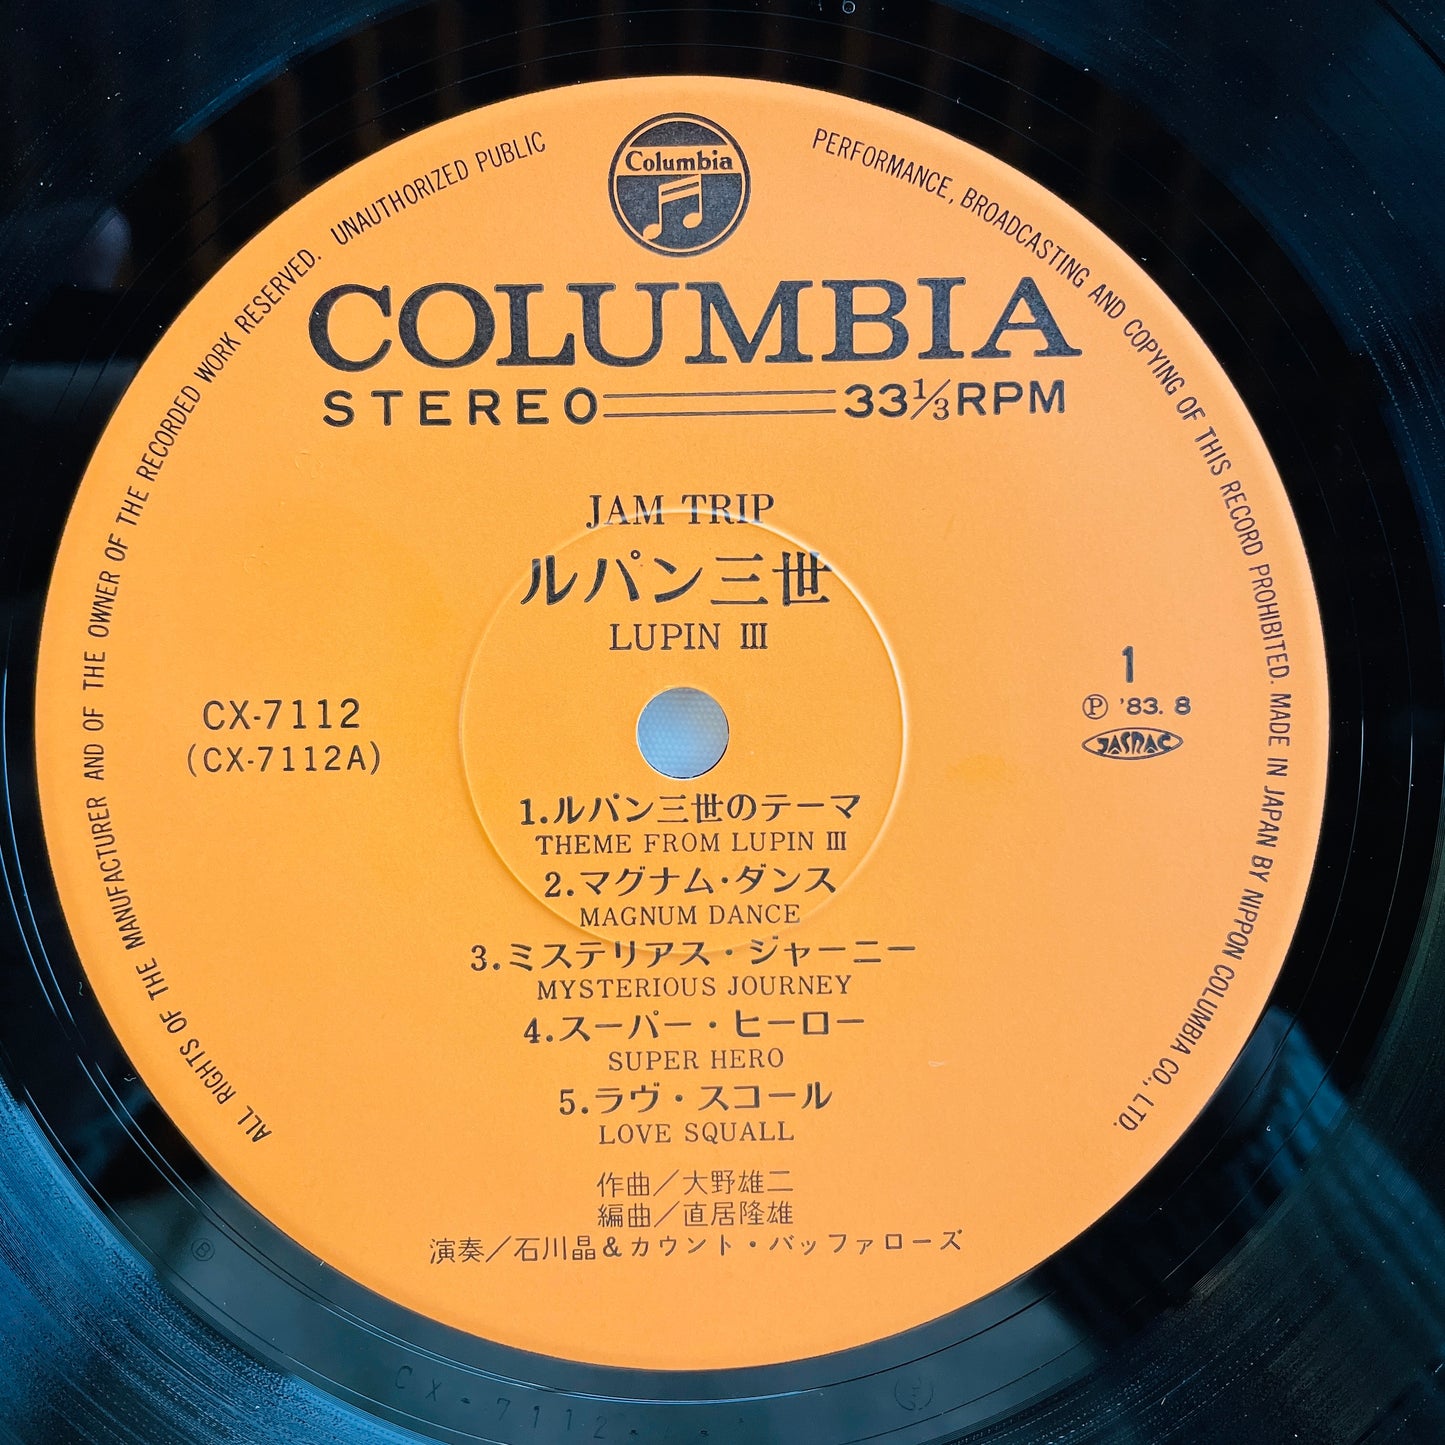 ALL RIGHTS OF THE MANUFACTURER AND OF THE OWNER OF THE RECORDED WORK RESERVED. UNAUTHORIZED PUBLIC PERFORMANCE, BROADCASTING AND COPYING OF THIS RECORD PROHIBITED. MADE IN JAPAN BY NIPPON COLUMBIA CO., LTD.
Columbia
COLUMBIA
STEREO 33⅓RPM
JAM TRIP
ルパン三世
LUPIN III
CX-7112
(CX-7112A)
1
Ⓟ '83. 8
JASRAC
1.ルパン三世のテーマ
THEME FROM LUPIN III
2.マグナム・ダンス
MAGNUM DANCE
3.ミステリアス・ジャーニー
MYSTERIOUS JOURNEY
4.スーパー・ヒーロー
SUPER HERO
5.ラヴ・スコール
LOVE SQUALL
作曲／大野雄二
編曲／直居隆雄
演奏／石川晶&カウント・バッファローズ
Ⓑ
CX-7112